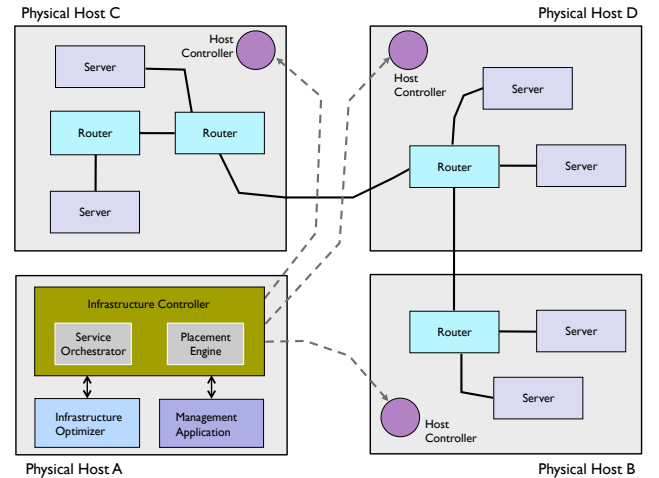 Physical Host C
Physical Host D
Host
Controller
Server
Router
Router
Server
Host
Controller
Server
Router
Server
Infrastructure Controller
Service
Orchestrator
Placement
Engine
Infrastructure
Optimizer
Management
Application
Physical Host A
Router
Server
Server
Host
Controller
Physical Host B